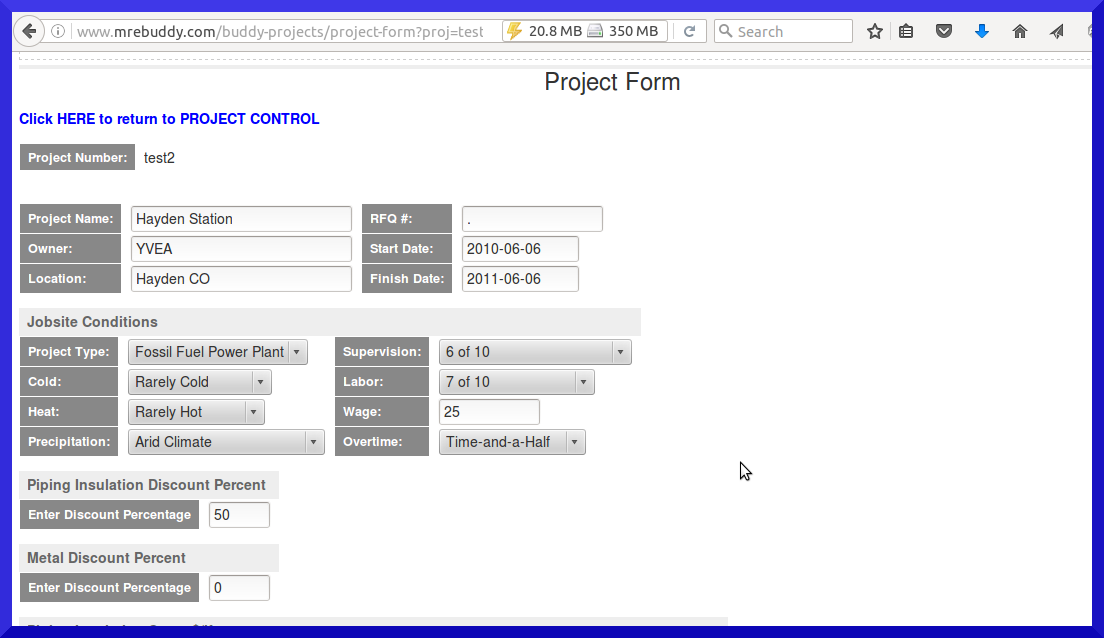 www.mrebuddy.com/buddy-projects/project-form?proj=test 20.8 MB 350 MB Search
Project Form
Click HERE to return to PROJECT CONTROL
Project Number: test2
Project Name: Hayden Station RFQ #: .
Owner: YVEA Start Date: 2010-06-06
Location: Hayden CO Finish Date: 2011-06-06
Jobsite Conditions
Project Type: Fossil Fuel Power Plant Supervision: 6 of 10
Cold: Rarely Cold Labor: 7 of 10
Heat: Rarely Hot Wage: 25
Precipitation: Arid Climate Overtime: Time-and-a-Half
Piping Insulation Discount Percent
Enter Discount Percentage 50
Metal Discount Percent
Enter Discount Percentage 0